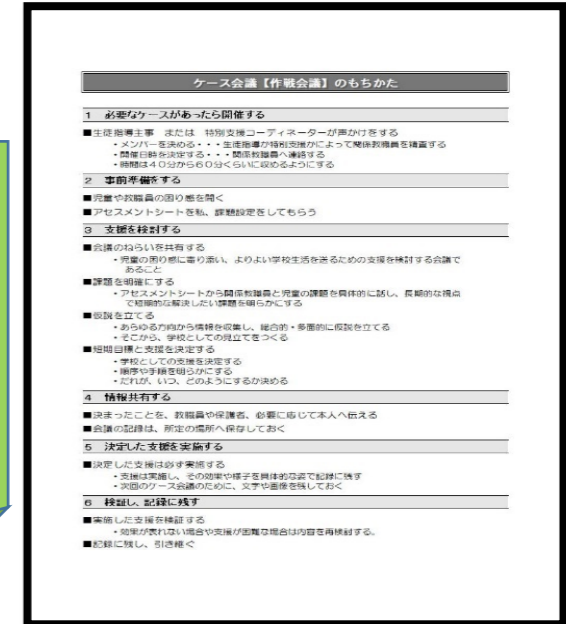 ケース会議【作戦会議】のもちかた
1 必要なケースがあったら開催する
■生徒指導主事 または 特別支援コーディネーターが声かけをする
・メンバーを決める・・・生徒指導か特別支援かによって関係教職員を精査する
・開催日時を決定する・・・関係教職員へ連絡する
・時間は40分から60分くらいに収めるようにする
2 事前準備をする
■児童や教職員の困り感を聞く
■アセスメントシートを私、課題設定をしてもらう
3 支援を検討する
■会議のねらいを共有する
・児童の困り感に寄り添い、よりよい学校生活を送るための支援を検討する会議で
あること
■課題を明確にする
・アセスメントシートから関係教職員と児童の課題を具体的に話し、長期的な視点
で短期的な解決したい課題を明らかにする
■仮説を立てる
・あらゆる方向から情報を収集し、総合的・多面的に仮説を立てる
・そこから、学校としての見立てをつくる
■短期目標と支援を決定する
・学校としての支援を決定する
・順序や手順を明らかにする
・だれが、いつ、どのようにするか決める
4 情報共有する
■決まったことを、教職員や保護者、必要に応じて本人へ伝える
■会議の記録は、所定の場所へ保存しておく
5 決定した支援を実施する
■決定した支援は必ず実施する
・支援は実施し、その効果や様子を具体的な姿で記録に残す
・次回のケース会議のために、文字や画像を残しておく
6 検証し、記録に残す
■実施した支援を検証する
・効果が表れない場合や支援が困難な場合は内容を再検討する。
■記録に残し、引き継ぐ